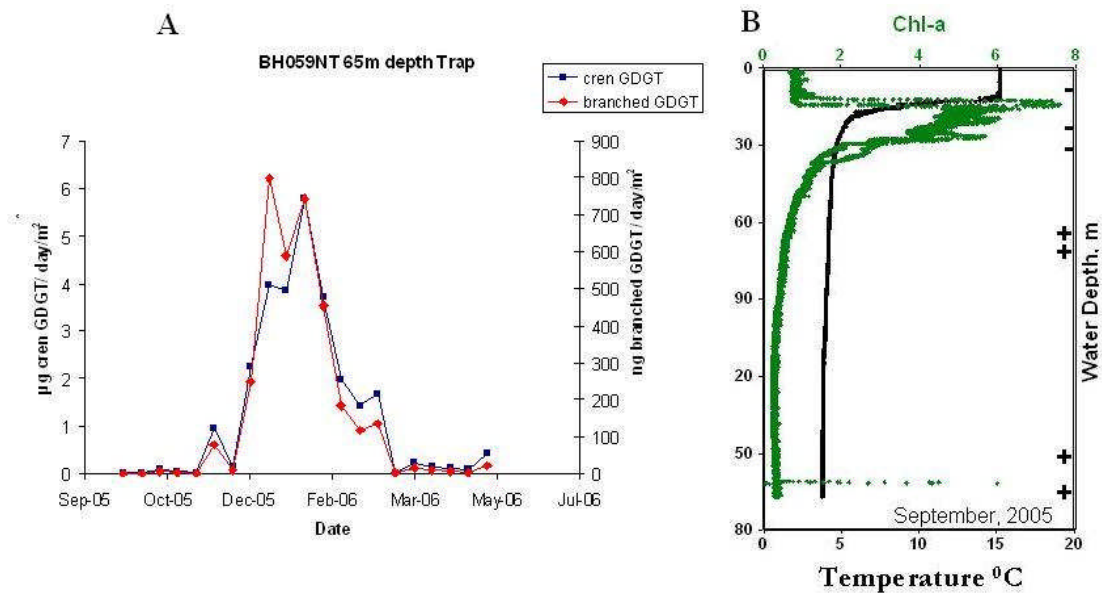 A
BH059NT 65m depth Trap
cren GDGT
branched GDGT
7
6
5
4
3
2
1
0
µg cren GDGT/ day/m²
900
800
700
600
500
400
300
200
100
0
ng branched GDGT/ day/m²
Sep-05 Oct-05 Dec-05 Feb-06 Mar-06 May-06 Jul-06
Date
B
Chl-a
0 2 4 6 8
0
30
60
90
20
50
80
Water Depth, m
September, 2005
0 5 10 15 20
Temperature ⁰C